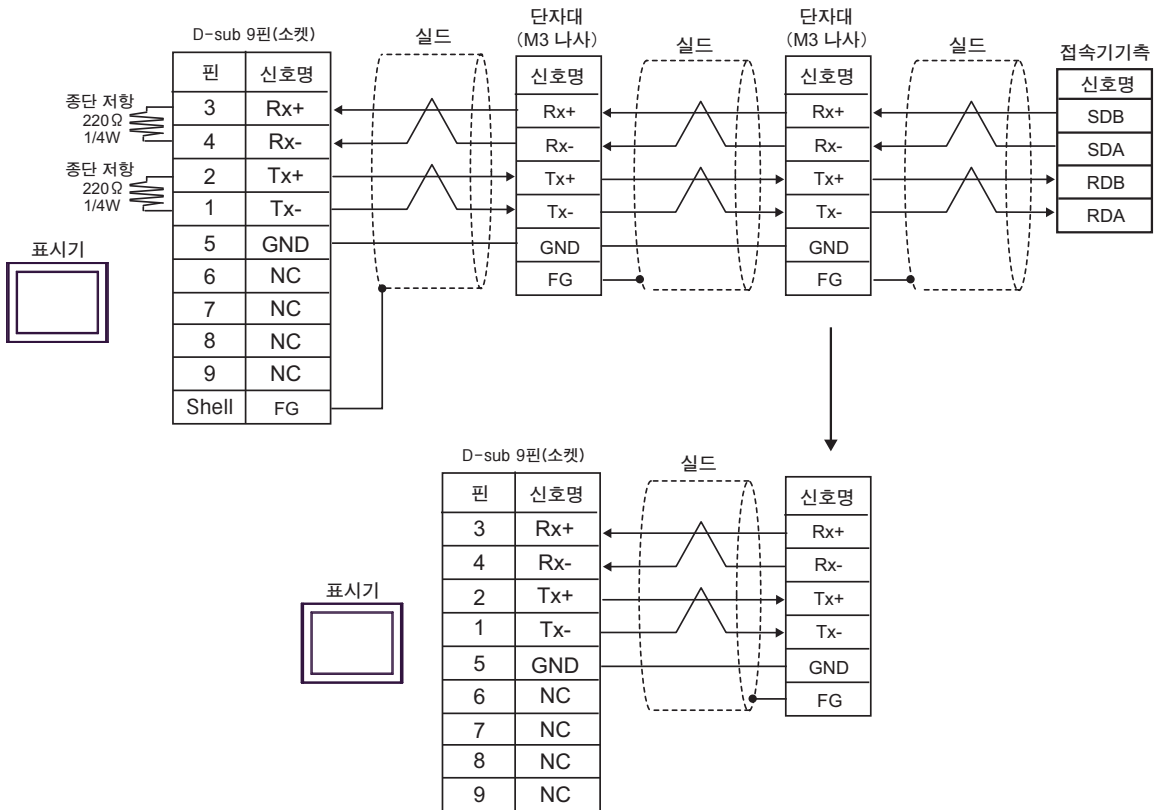 D-sub 9핀(소켓)
실드
단자대
(M3 나사)
실드
단자대
(M3 나사)
실드
접속기기측
핀 신호명
3 Rx+
4 Rx-
2 Tx+
1 Tx-
5 GND
6 NC
7 NC
8 NC
9 NC
Shell FG
종단 저항
220Ω
1/4W
종단 저항
220Ω
1/4W
표시기
신호명
Rx+
Rx-
Tx+
Tx-
GND
FG
신호명
Rx+
Rx-
Tx+
Tx-
GND
FG
신호명
SDB
SDA
RDB
RDA
D-sub 9핀(소켓)
실드
핀 신호명
3 Rx+
4 Rx-
2 Tx+
1 Tx-
5 GND
6 NC
7 NC
8 NC
9 NC
표시기
신호명
Rx+
Rx-
Tx+
Tx-
GND
FG